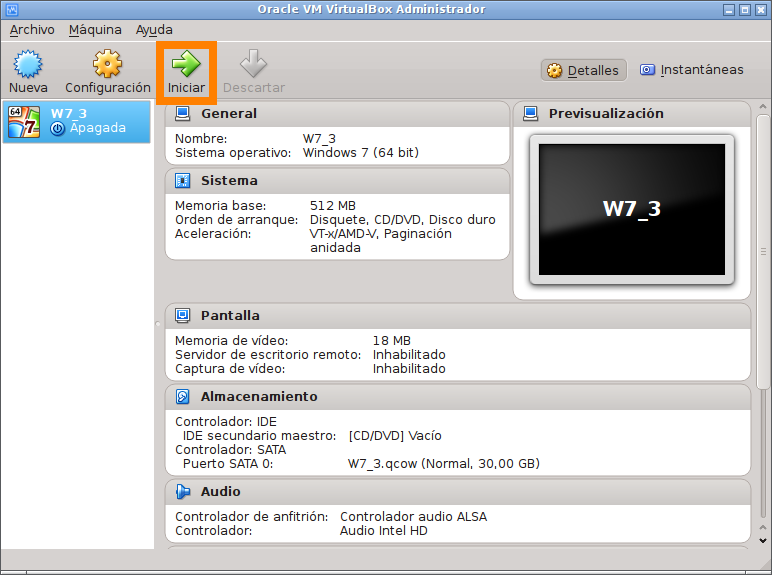 Oracle VM VirtualBox Administrador
Archivo Máquina Ayuda
Nueva Configuración Iniciar Descartar Detalles Instantáneas
64 7 W7_3
Apagada
General
Nombre: W7_3
Sistema operativo: Windows 7 (64 bit)
Sistema
Memoria base: 512 MB
Orden de arranque: Disquete, CD/DVD, Disco duro
Aceleración: VT-x/AMD-V, Paginación
anidada
Previsualización
W7_3
Pantalla
Memoria de vídeo: 18 MB
Servidor de escritorio remoto: Inhabilitado
Captura de vídeo: Inhabilitado
Almacenamiento
Controlador: IDE
IDE secundario maestro: [CD/DVD] Vacío
Controlador: SATA
Puerto SATA 0: W7_3.qcow (Normal, 30,00 GB)
Audio
Controlador de anfitrión: Controlador audio ALSA
Controlador: Audio Intel HD